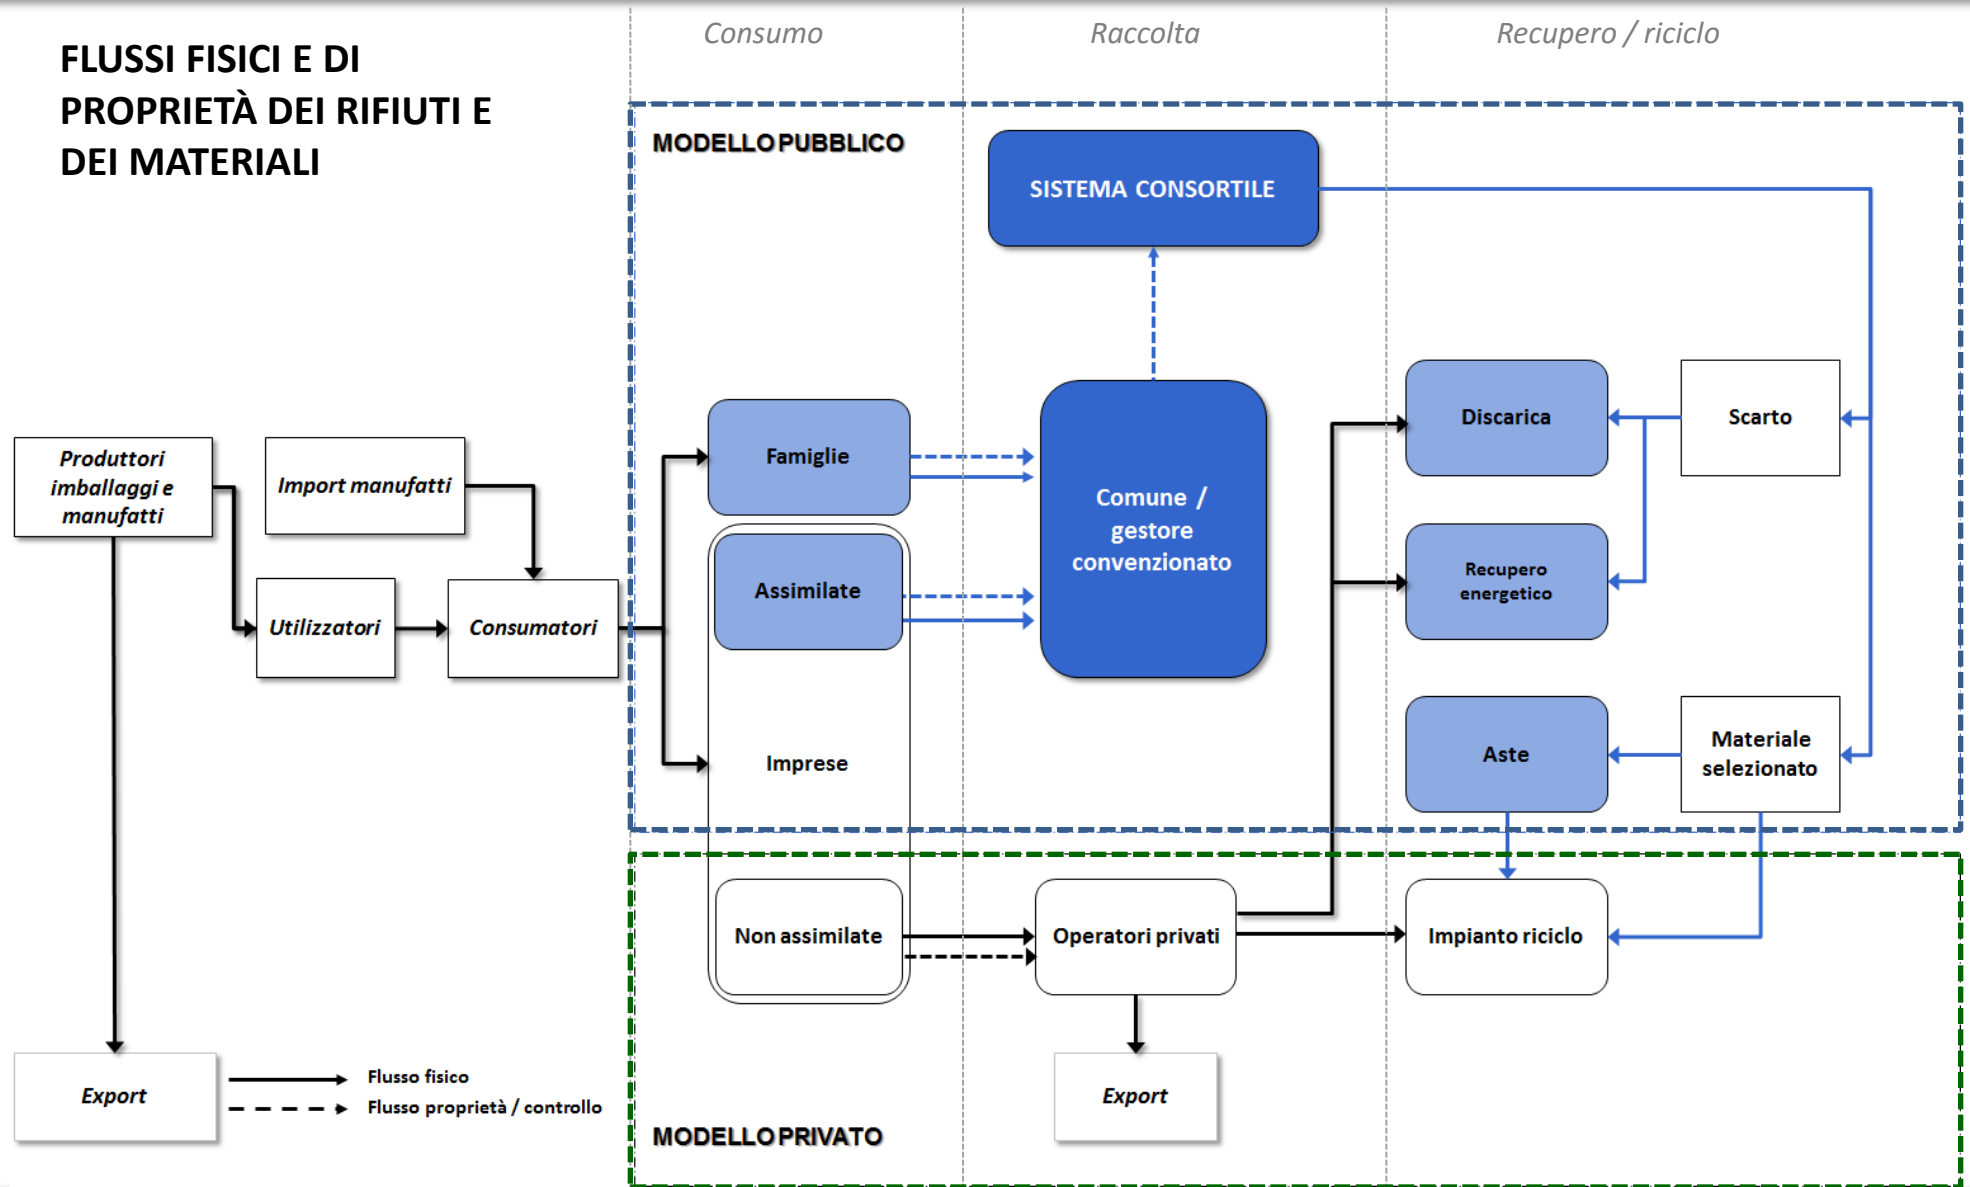 FLUSSI FISICI E DI
PROPRIETÀ DEI RIFIUTI E
DEI MATERIALI
Consumo
Raccolta
Recupero / riciclo
MODELLO PUBBLICO
SISTEMA CONSORTILE
Produttori
imballaggi e
manufatti
Import manufatti
Utilizzatori
Consumatori
Famiglie
Assimilate
Imprese
Comune /
gestore
convenzionato
Discarica
Scarto
Recupero
energetico
Aste
Materiale
selezionato
Non assimilate
Operatori privati
Impianto riciclo
Export
Flusso fisico
Flusso proprietà / controllo
Export
MODELLO PRIVATO